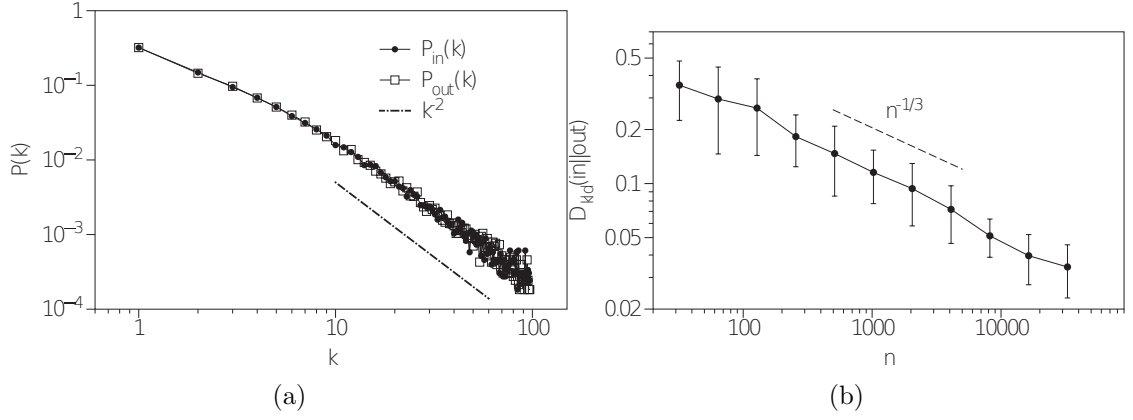 1
10⁻¹
10⁻²
10⁻³
10⁻⁴
P(k)
1
10
100
k
P_in(k)
P_out(k)
k⁻²
(a)
0.5
0.2
0.1
0.05
0.02
D_kld(in||out)
n^-1/3
100
1000
10000
n
(b)